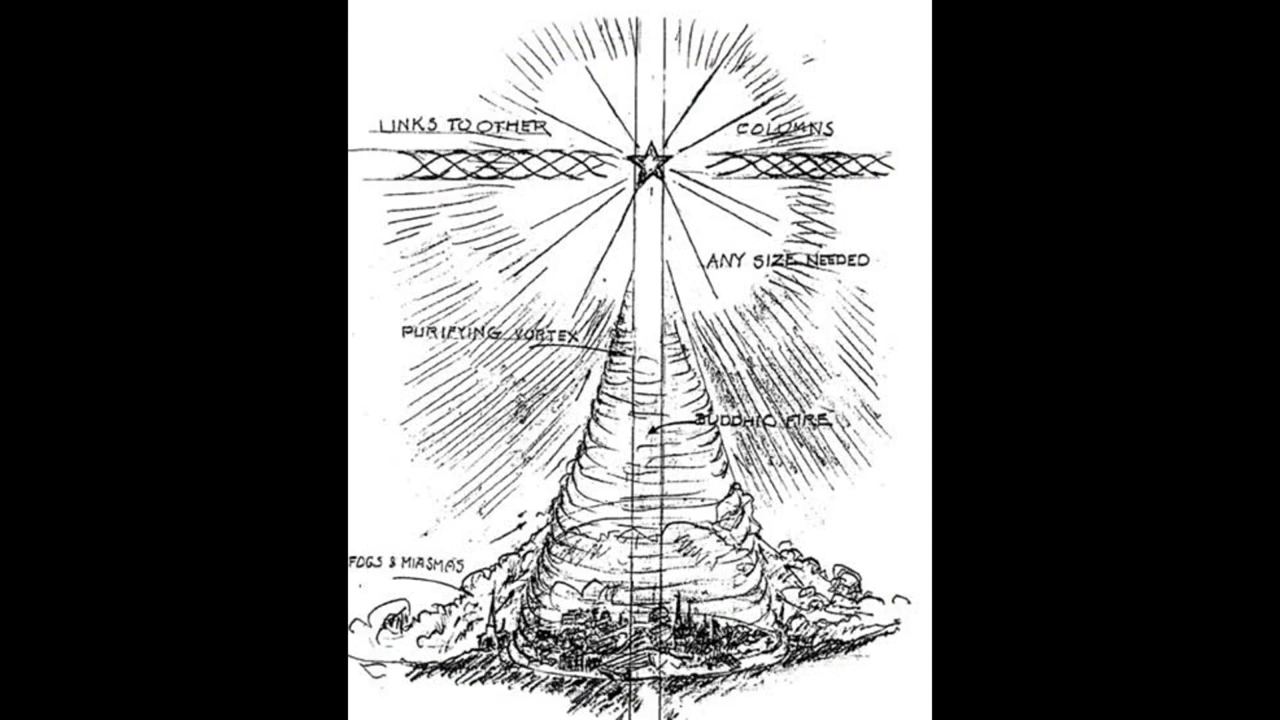 LINKS TO OTHER COLUMNS
ANY SIZE NEEDED
PURIFYING VORTEX
BUDDHIC FIRE
FOGS & MIASMAS